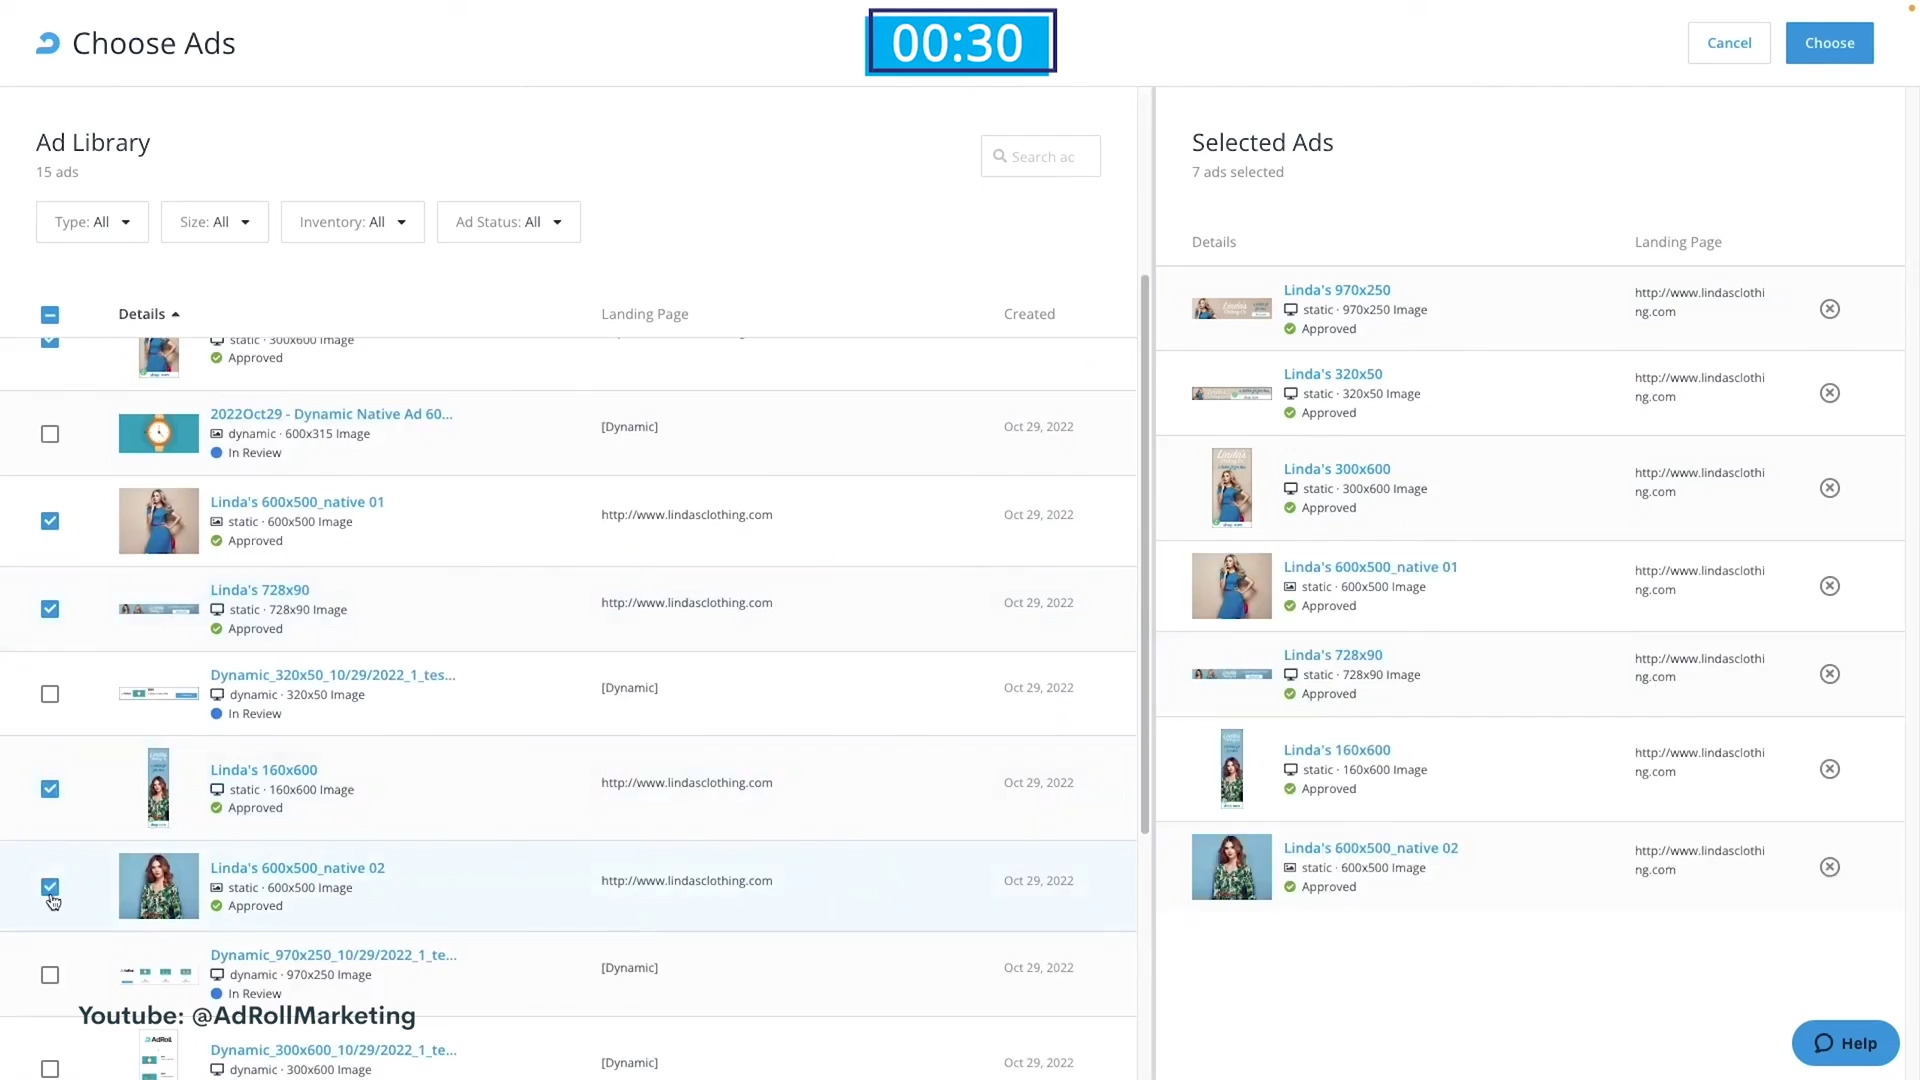 Choose Ads
00:30
Cancel
Choose
Ad Library
15 ads
Search ac
Type: All
Size: All
Inventory: All
Ad Status: All
Details
Landing Page
Created
static · 300x600 Image
Approved
2022Oct29 - Dynamic Native Ad 60...
dynamic · 600x315 Image
In Review
[Dynamic]
Oct 29, 2022
Linda's 600x500_native 01
static · 600x500 Image
Approved
http://www.lindasclothing.com
Oct 29, 2022
Linda's 728x90
static · 728x90 Image
Approved
http://www.lindasclothing.com
Oct 29, 2022
Dynamic_320x50_10/29/2022_1_tes...
dynamic · 320x50 Image
In Review
[Dynamic]
Oct 29, 2022
Linda's 160x600
static · 160x600 Image
Approved
http://www.lindasclothing.com
Oct 29, 2022
Linda's 600x500_native 02
static · 600x500 Image
Approved
http://www.lindasclothing.com
Oct 29, 2022
Dynamic_970x250_10/29/2022_1_te...
dynamic · 970x250 Image
In Review
[Dynamic]
Oct 29, 2022
Youtube: @AdRollMarketing
AdRoll
Dynamic_300x600_10/29/2022_1_te...
dynamic · 300x600 Image
[Dynamic]
Oct 29, 2022
Selected Ads
7 ads selected
Details
Landing Page
Linda's 970x250
static · 970x250 Image
Approved
http://www.lindasclothi
ng.com
Linda's 320x50
static · 320x50 Image
Approved
http://www.lindasclothi
ng.com
Linda's 300x600
static · 300x600 Image
Approved
http://www.lindasclothi
ng.com
Linda's 600x500_native 01
static · 600x500 Image
Approved
http://www.lindasclothi
ng.com
Linda's 728x90
static · 728x90 Image
Approved
http://www.lindasclothi
ng.com
Linda's 160x600
static · 160x600 Image
Approved
http://www.lindasclothi
ng.com
Linda's 600x500_native 02
static · 600x500 Image
Approved
http://www.lindasclothi
ng.com
Help